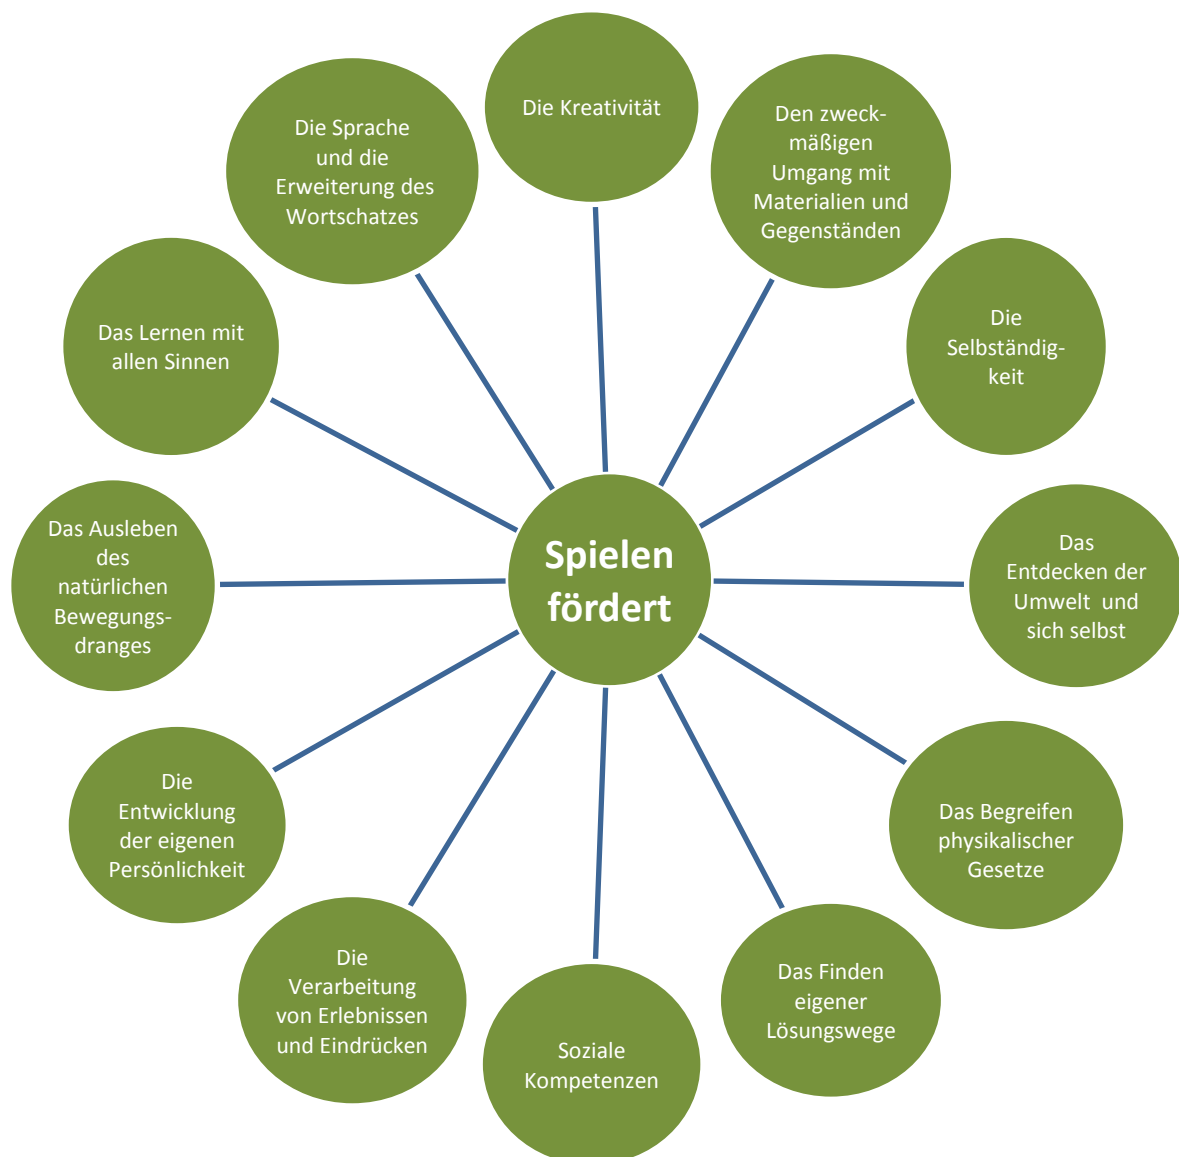 Die Kreativität
Den zweck-
mäßigen
Umgang mit
Materialien und
Gegenständen
Die
Selbständig-
keit
Das
Entdecken der
Umwelt  und
sich selbst
Das Begreifen
physikalischer
Gesetze
Das Finden
eigener
Lösungswege
Soziale
Kompetenzen
Die
Verarbeitung
von Erlebnissen
und Eindrücken
Die
Entwicklung
der eigenen
Persönlichkeit
Das Ausleben
des
natürlichen
Bewegungs-
dranges
Das Lernen mit
allen Sinnen
Die Sprache
und die
Erweiterung des
Wortschatzes
Spielen
fördert